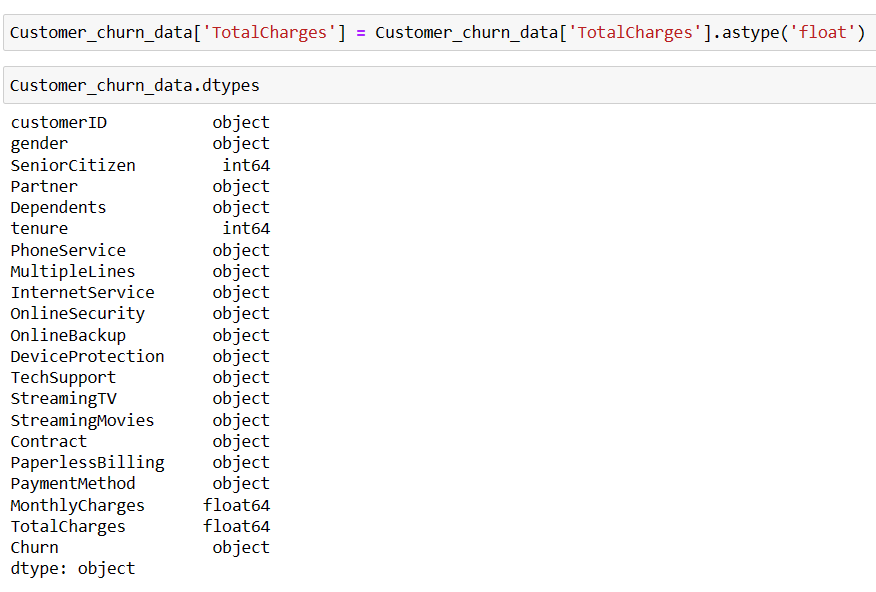 Customer_churn_data['TotalCharges'] = Customer_churn_data['TotalCharges'].astype('float')
Customer_churn_data.dtypes
customerID           object
gender               object
SeniorCitizen         int64
Partner              object
Dependents           object
tenure                int64
PhoneService         object
MultipleLines        object
InternetService      object
OnlineSecurity       object
OnlineBackup         object
DeviceProtection     object
TechSupport          object
StreamingTV          object
StreamingMovies      object
Contract             object
PaperlessBilling     object
PaymentMethod        object
MonthlyCharges      float64
TotalCharges        float64
Churn                object
dtype: object